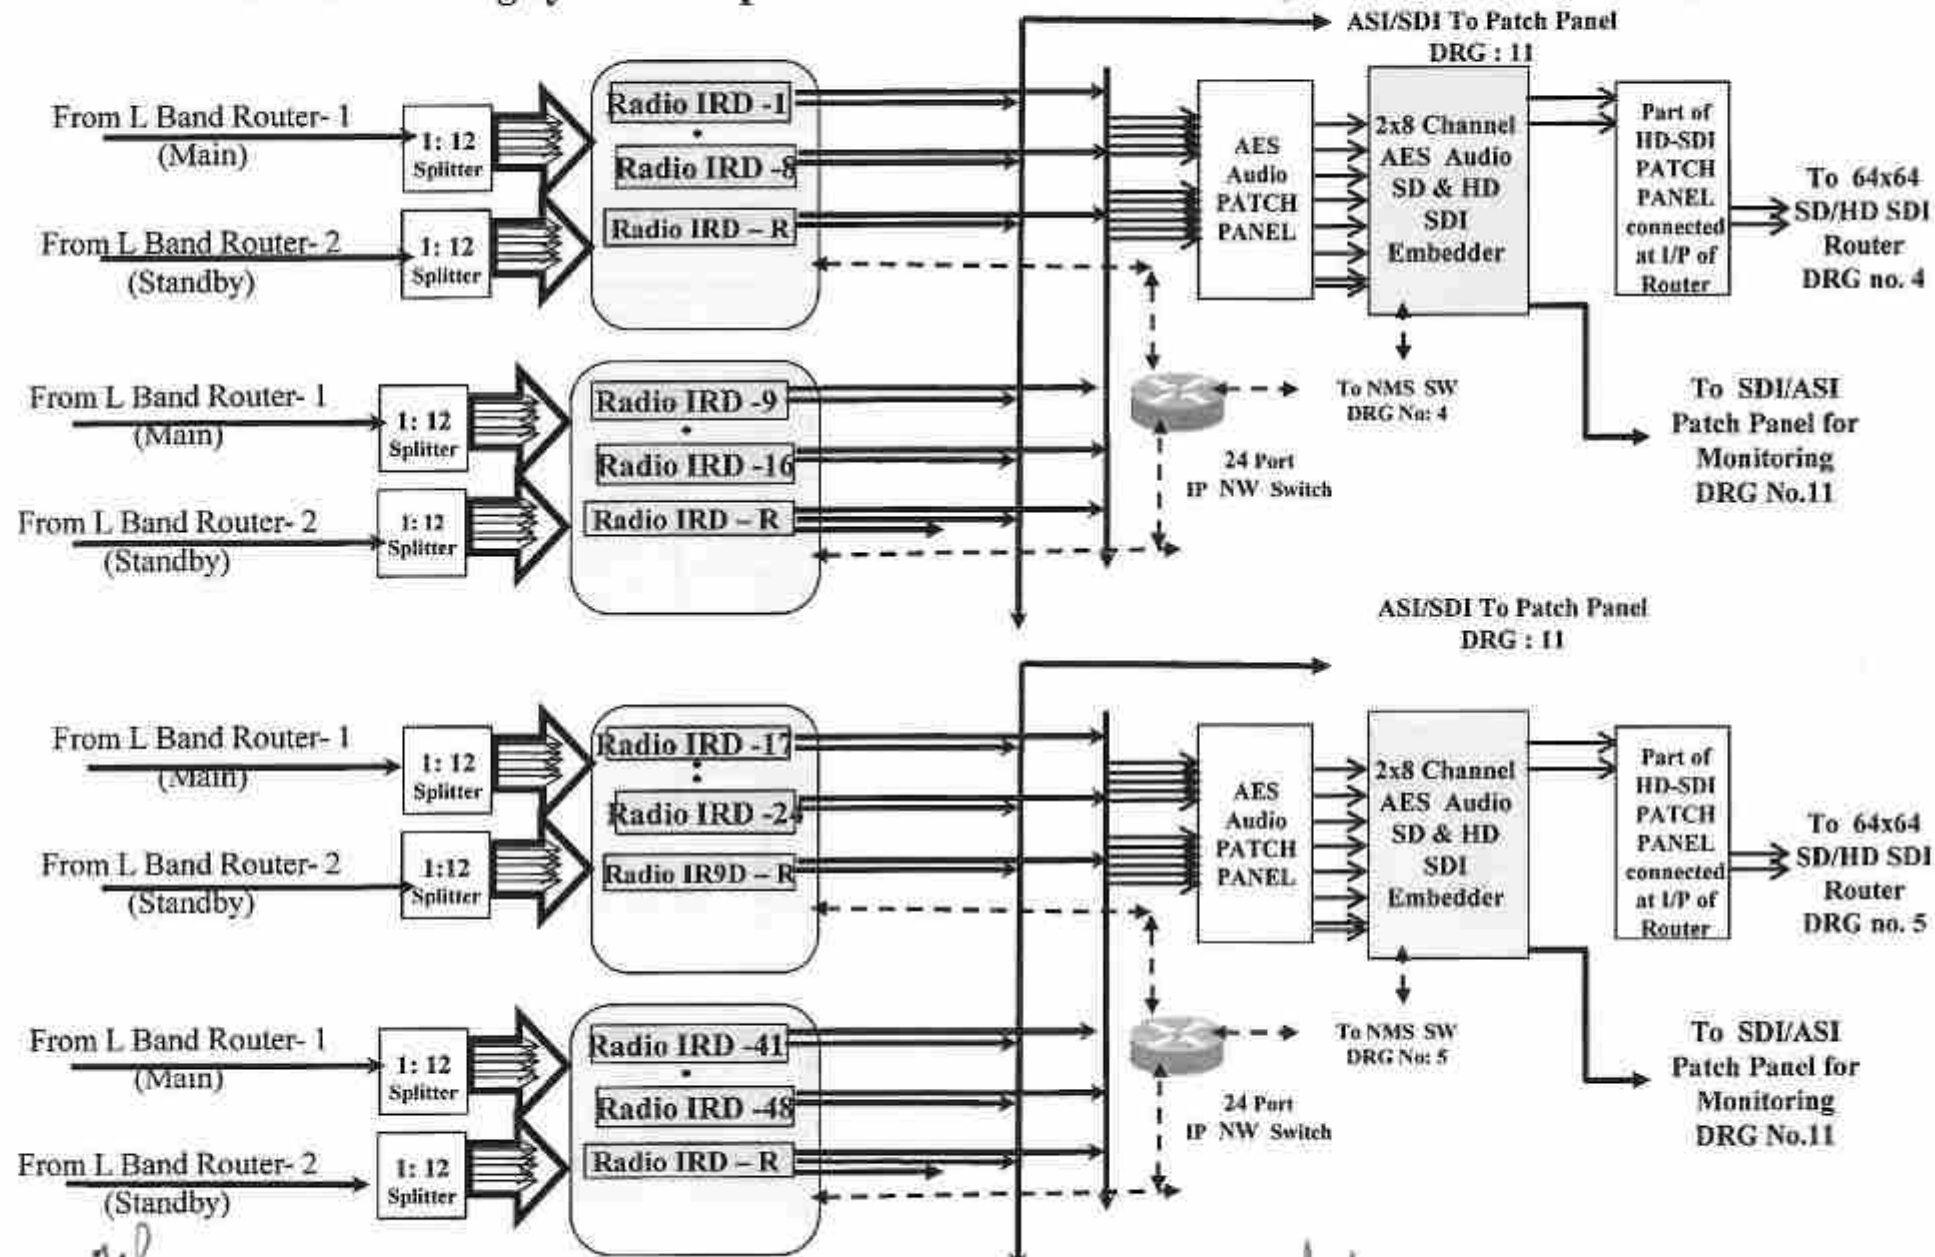 ASI/SDI To Patch Panel
DRG : 11
From L Band Router- 1
(Main)
1: 12
Splitter
From L Band Router- 2
(Standby)
1: 12
Splitter
Radio IRD -1
Radio IRD -8
Radio IRD – R
AES
Audio
PATCH
PANEL
2x8 Channel
AES Audio
SD & HD
SDI
Embedder
Part of
HD-SDI
PATCH
PANEL
connected
at I/P of
Router
To 64x64
SD/HD SDI
Router
DRG no. 4
From L Band Router- 1
(Main)
1: 12
Splitter
From L Band Router- 2
(Standby)
1: 12
Splitter
Radio IRD -9
Radio IRD -16
Radio IRD – R
24 Port
IP NW Switch
To NMS SW
DRG No: 4
To SDI/ASI
Patch Panel for
Monitoring
DRG No.11
ASI/SDI To Patch Panel
DRG : 11
From L Band Router- 1
(Main)
1: 12
Splitter
From L Band Router- 2
(Standby)
1:12
Splitter
Radio IRD -17
Radio IRD -24
Radio IR9D – R
AES
Audio
PATCH
PANEL
2x8 Channel
AES Audio
SD & HD
SDI
Embedder
Part of
HD-SDI
PATCH
PANEL
connected
at I/P of
Router
To 64x64
SD/HD SDI
Router
DRG no. 5
From L Band Router- 1
(Main)
1: 12
Splitter
From L Band Router- 2
(Standby)
1: 12
Splitter
Radio IRD -41
Radio IRD -48
Radio IRD – R
24 Port
IP NW Switch
To NMS SW
DRG No: 5
To SDI/ASI
Patch Panel for
Monitoring
DRG No.11